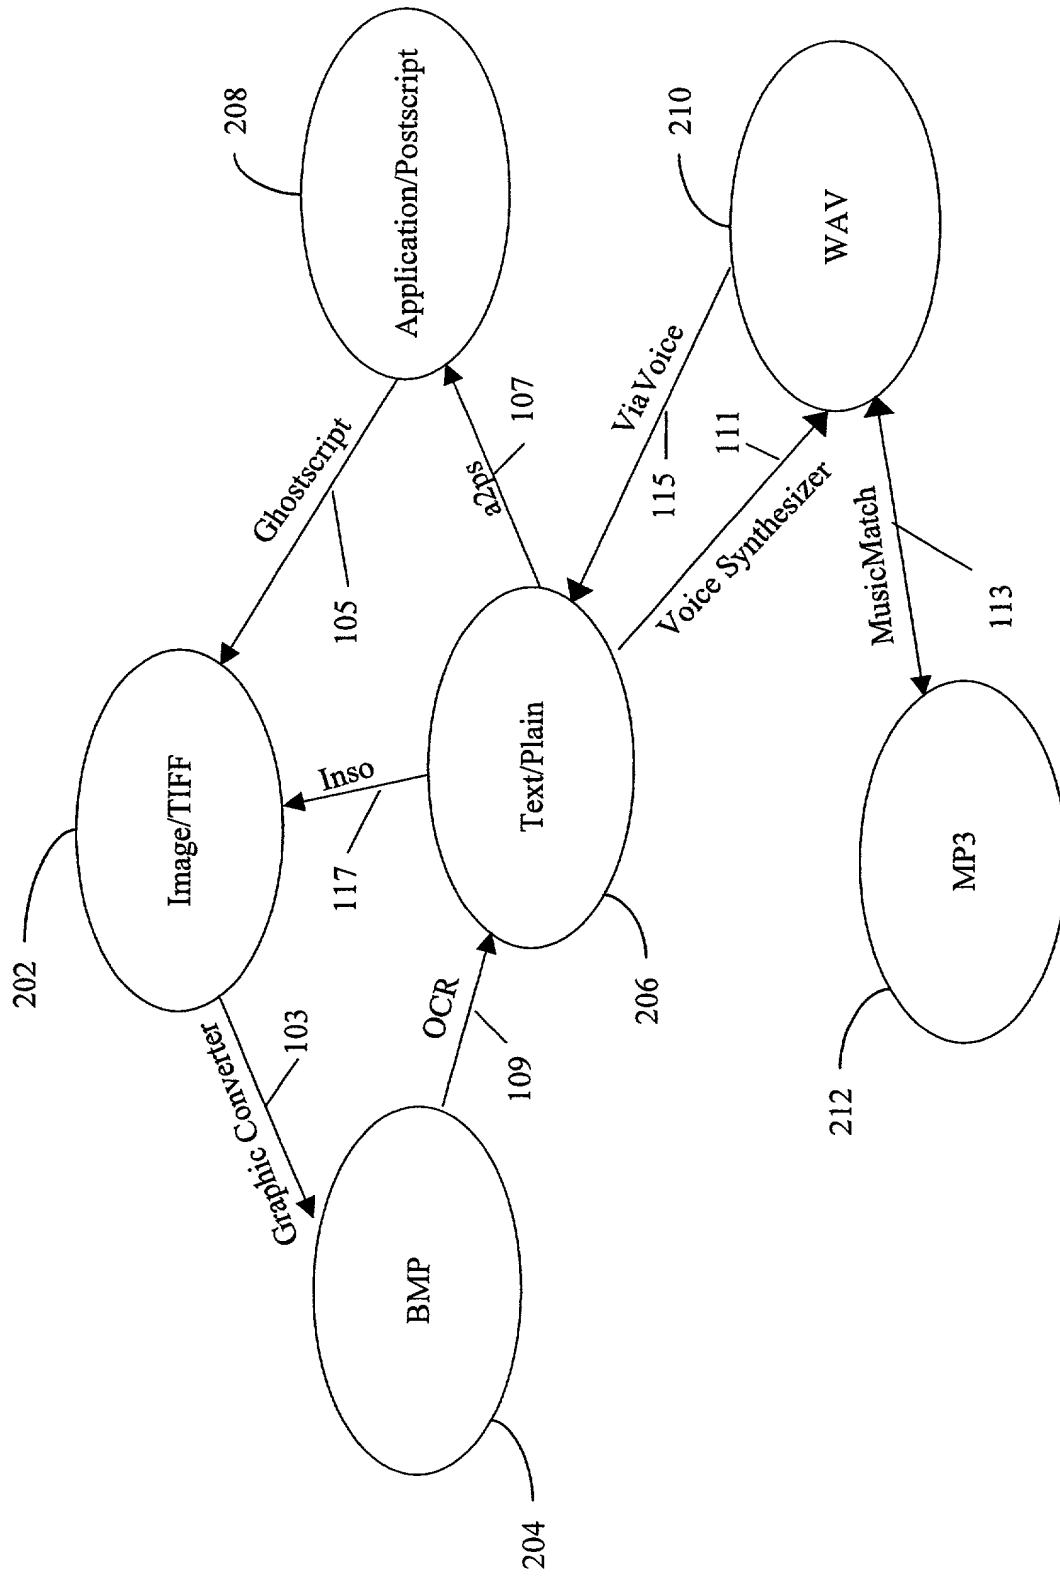 202
Image/TIFF
208
Application/Postscript
Ghostscript
105
Graphic Converter
103
Inso
117
a2ps
107
BMP
204
OCR
109
Text/Plain
206
ViaVoice
115
Voice Synthesizer
111
210
WAV
MusicMatch
113
MP3
212